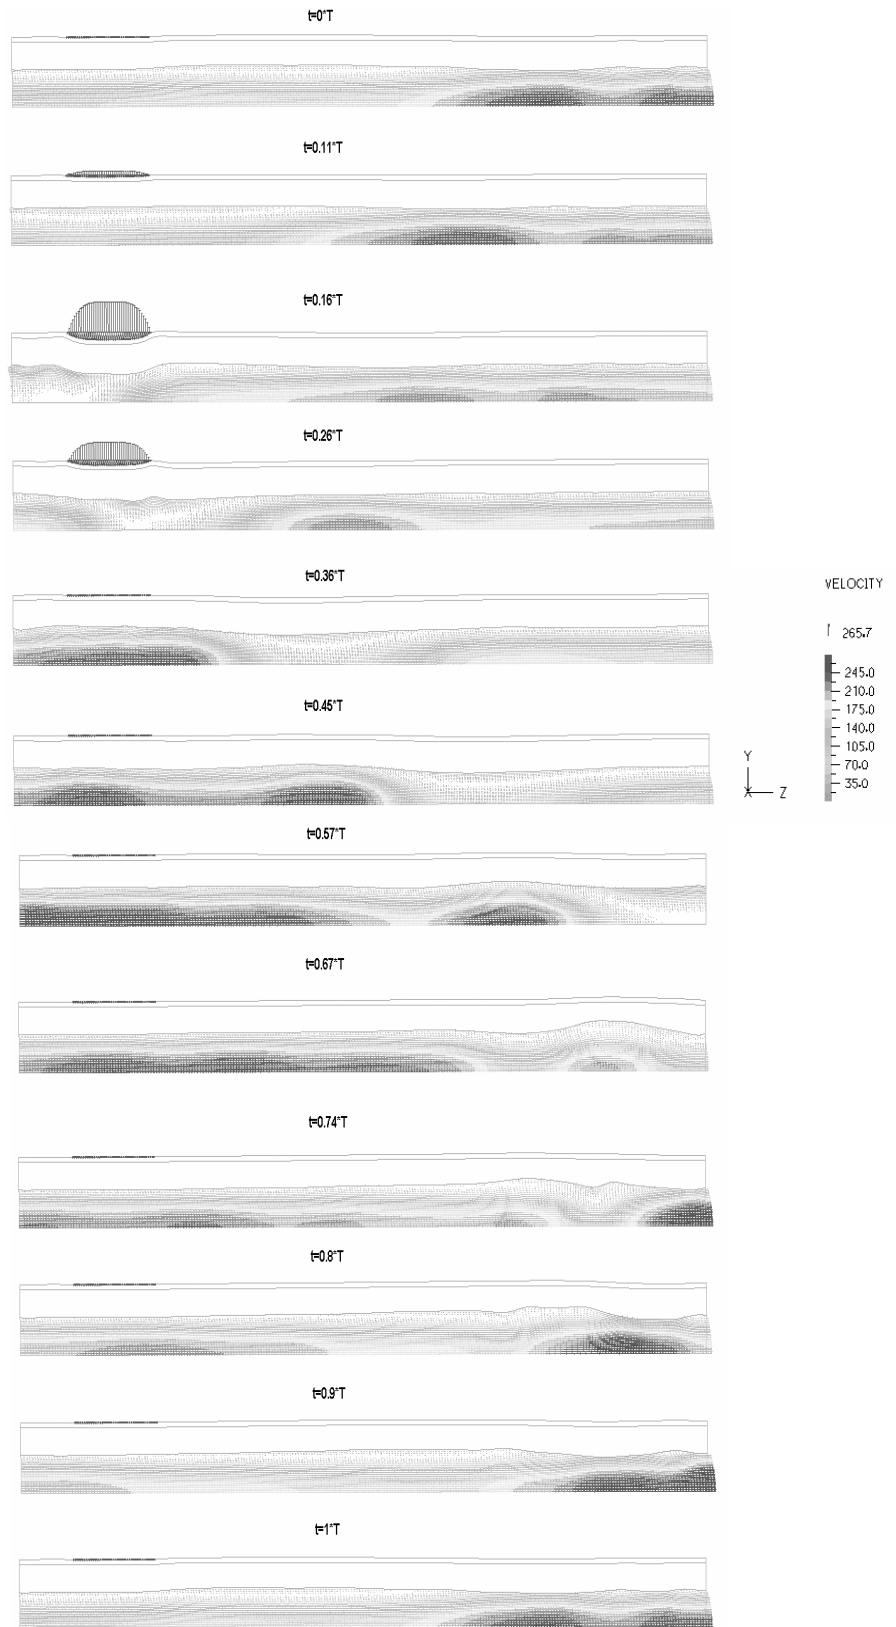 t=0*T
t=0.11*T
t=0.16*T
t=0.26*T
t=0.36*T
VELOCITY
265.7
245.0
210.0
175.0
140.0
105.0
70.0
35.0
t=0.45*T
Y
X Z
t=0.57*T
t=0.67*T
t=0.74*T
t=0.8*T
t=0.9*T
t=1*T